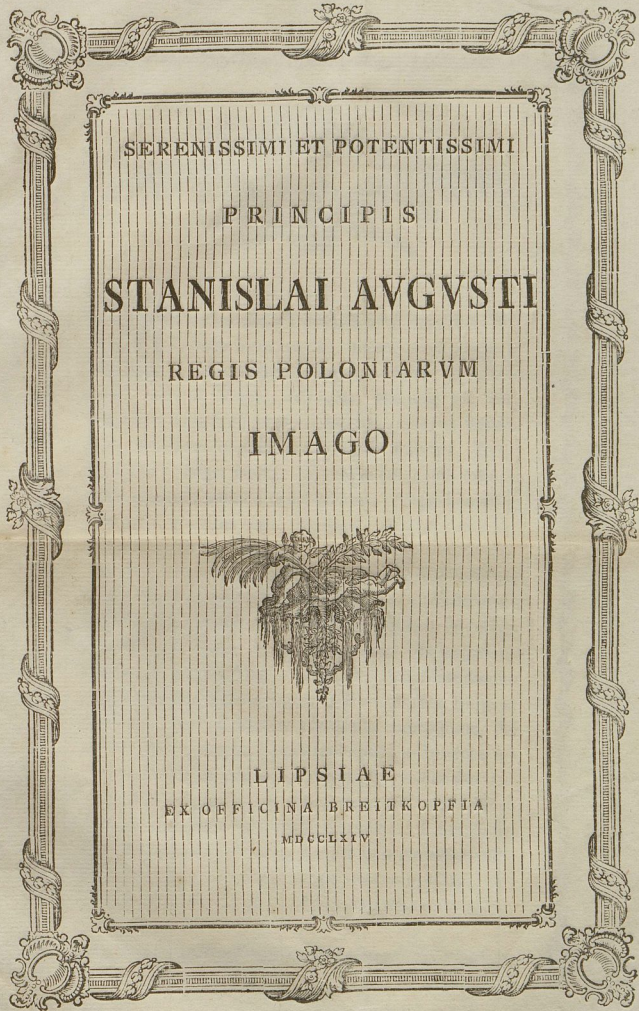 SERENISSIMI ET POTENTISSIMI
PRINCIPIS
STANISLAI AVGVSTI
REGIS POLONIARVM
IMAGO
LIPSIAE
EX OFFICINA BREITKOPFIA
MDCCLXIV